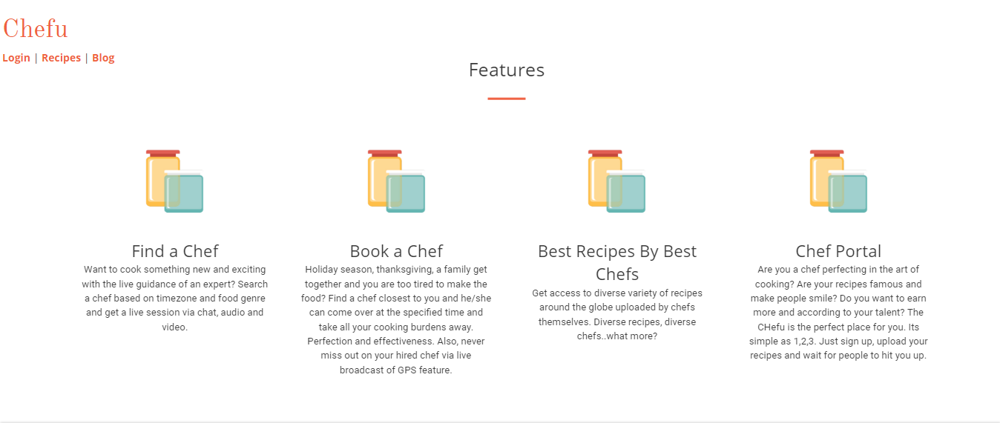 Chefu
Login | Recipes | Blog
Features
Find a Chef
Want to cook something new and exciting
with the live guidance of an expert? Search
a chef based on timezone and food genre
and get a live session via chat, audio and
video.
Book a Chef
Holiday season, thanksgiving, a family get
together and you are too tired to make the
food? Find a chef closest to you and he/she
can come over at the specified time and
take all your cooking burdens away.
Perfection and effectiveness. Also, never
miss out on your hired chef via live
broadcast of GPS feature.
Best Recipes By Best
Chefs
Get access to diverse variety of recipes
around the globe uploaded by chefs
themselves. Diverse recipes, diverse
chefs..what more?
Chef Portal
Are you a chef perfecting in the art of
cooking? Are your recipes famous and
make people smile? Do you want to earn
more and according to your talent? The
CHefu is the perfect place for you. Its
simple as 1,2,3. Just sign up, upload your
recipes and wait for people to hit you up.